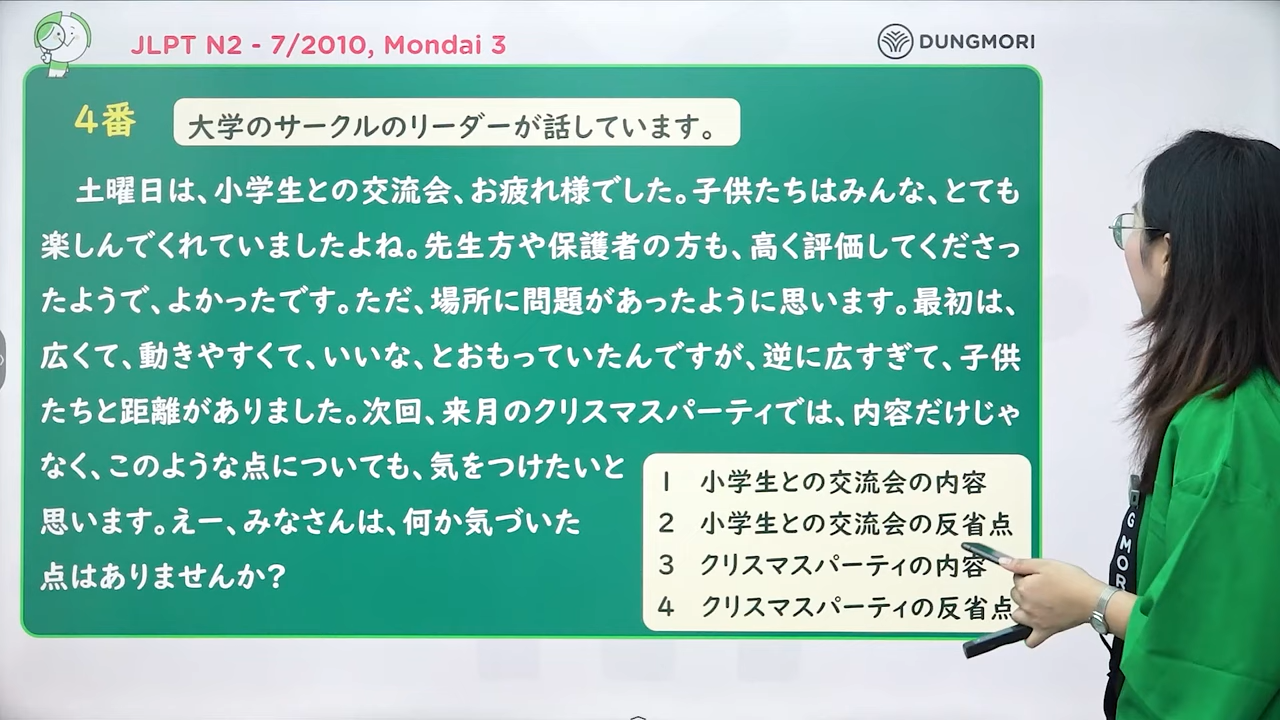 JLPT N2 - 7/2010, Mondai 3
DUNGMORI
4番
大学のサークルのリーダーが話しています。
土曜日は、小学生との交流会、お疲れ様でした。子供たちはみんな、とても
楽しんでくれていましたよね。先生方や保護者の方も、高く評価してくださっ
たようで、よかったです。ただ、場所に問題があったように思います。最初は、
広くて、動きやすくて、いいな、とおもっていたんですが、逆に広すぎて、子供
たちと距離がありました。次回、来月のクリスマスパーティでは、内容だけじゃ
なく、このような点についても、気をつけたいと
思います。えー、みなさんは、何か気づいた
点はありませんか?
1 小学生との交流会の内容
2 小学生との交流会の反省点
3 クリスマスパーティの内容
4 クリスマスパーティの反省点
G MOR